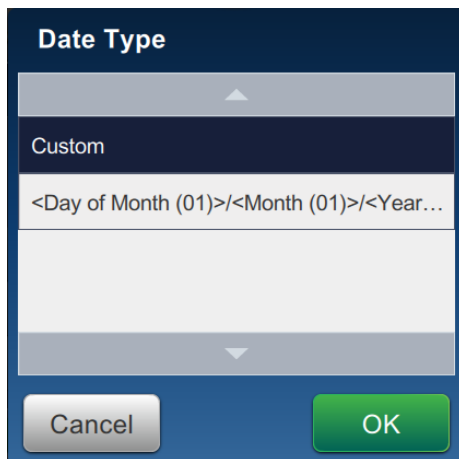 Date Type
Custom
<Day of Month (01)>/<Month (01)>/<Year...
Cancel
OK